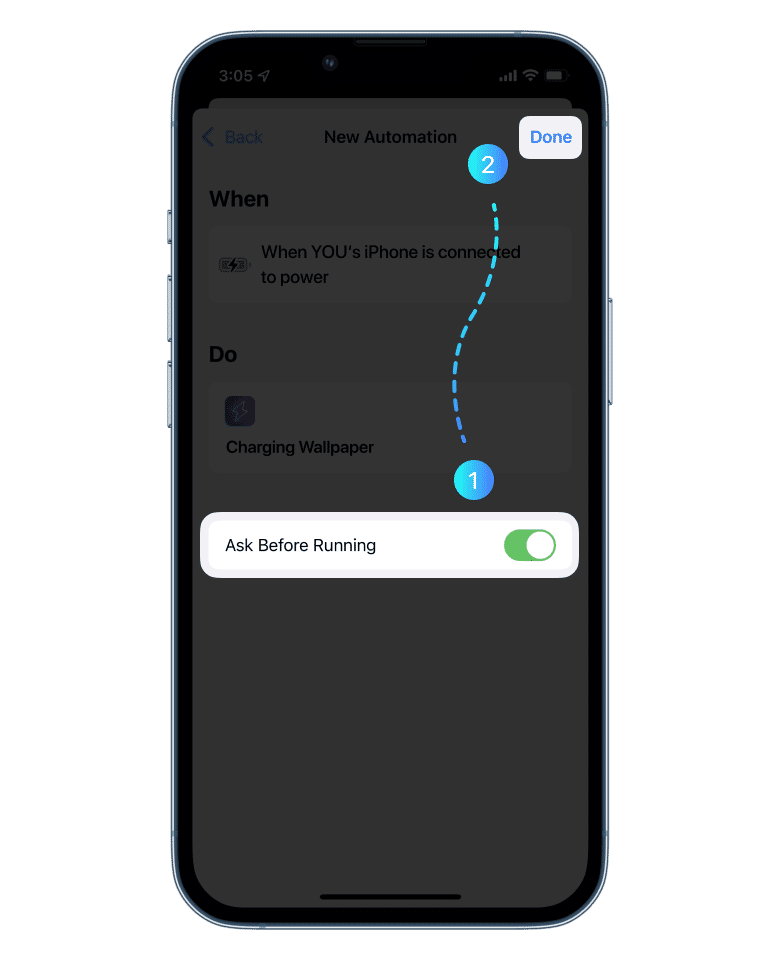 3:05
Back
New Automation
Done
2
When
When YOU's iPhone is connected
to power
Do
Charging Wallpaper
1
Ask Before Running